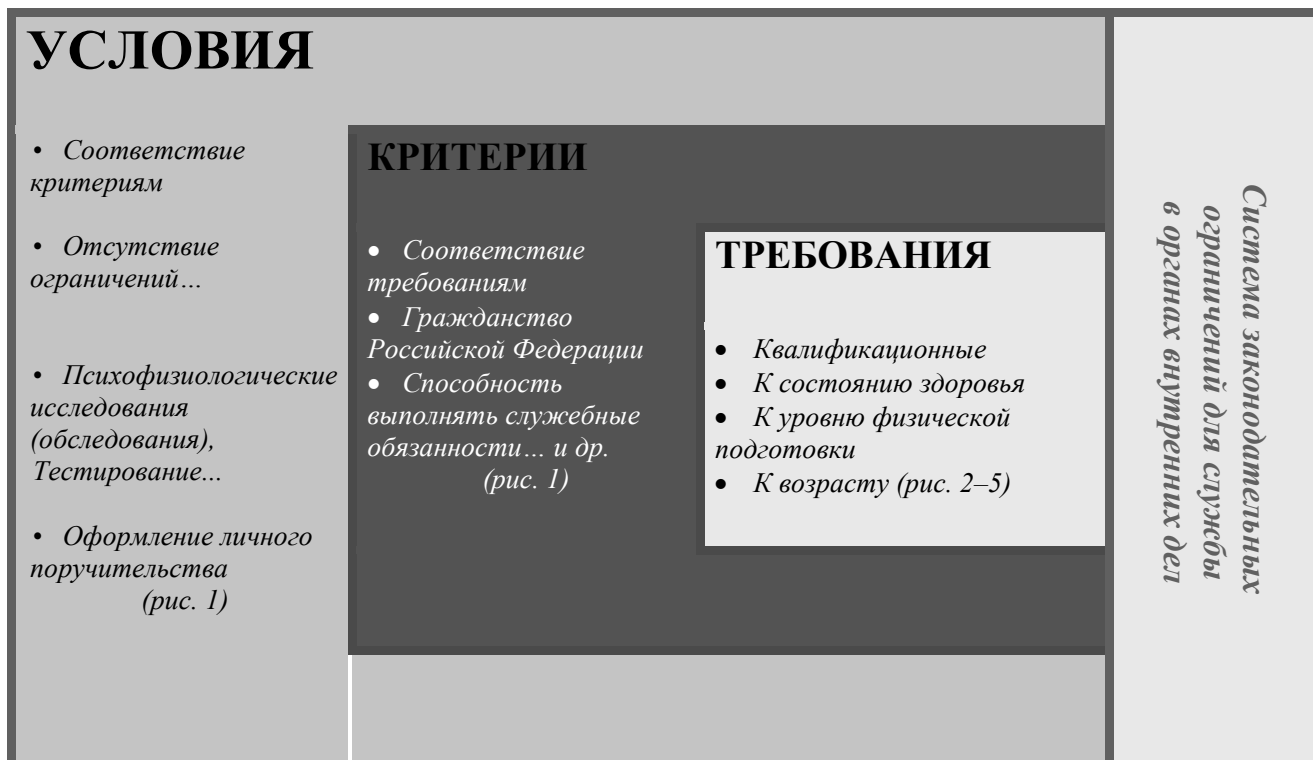 УСЛОВИЯ
• Соответствие
критериям
• Отсутствие
ограничений…
• Психофизиологические
исследования
(обследования),
Тестирование...
• Оформление личного
поручительства
(рис. 1)
КРИТЕРИИ
• Соответствие
требованиям
• Гражданство
Российской Федерации
• Способность
выполнять служебные
обязанности… и др.
(рис. 1)
ТРЕБОВАНИЯ
• Квалификационные
• К состоянию здоровья
• К уровню физической
подготовки
• К возрасту (рис. 2–5)
Система законодательных
ограничений для службы
в органах внутренних дел